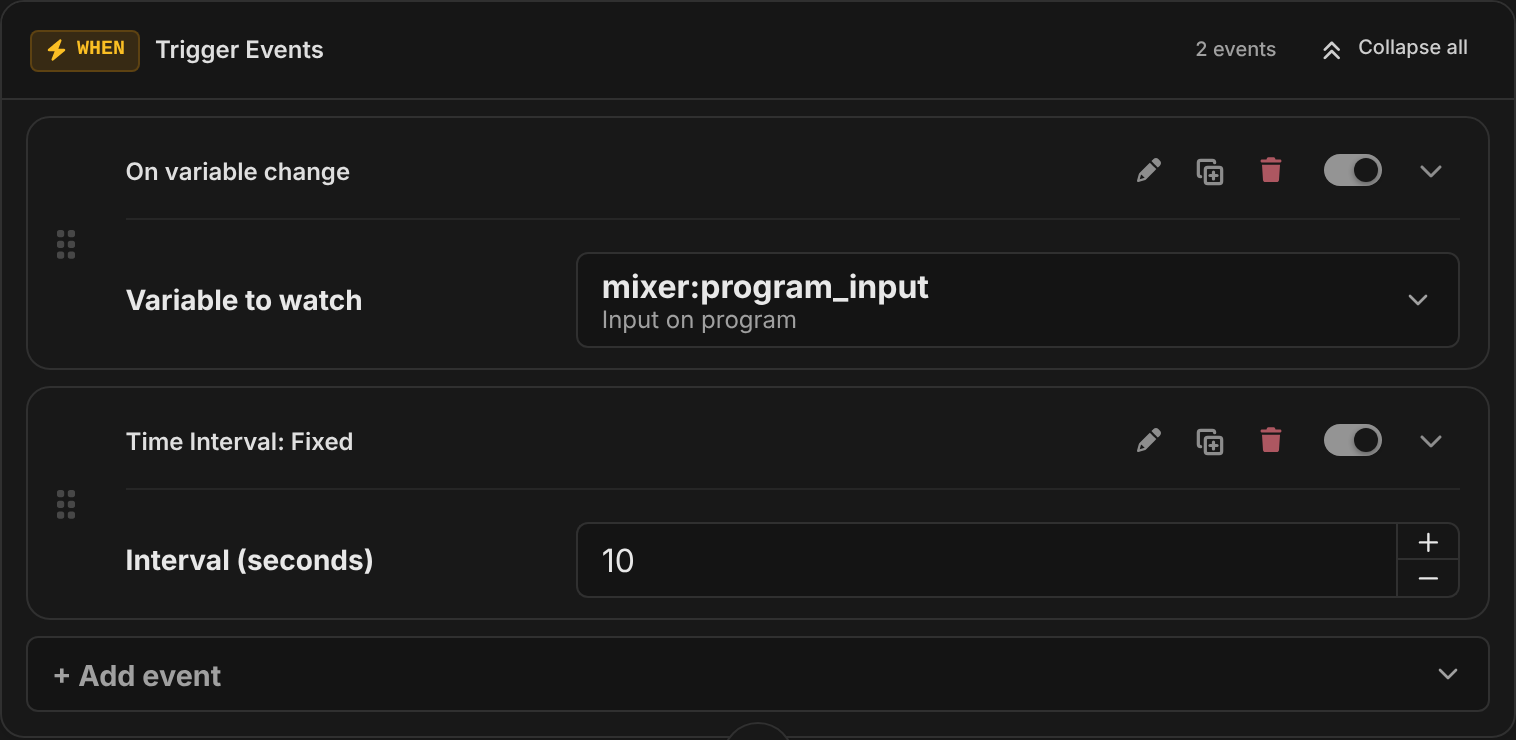 WHEN Trigger Events 2 events Collapse all
On variable change
Variable to watch
mixer:program_input
Input on program
Time Interval: Fixed
Interval (seconds)
10
+ Add event